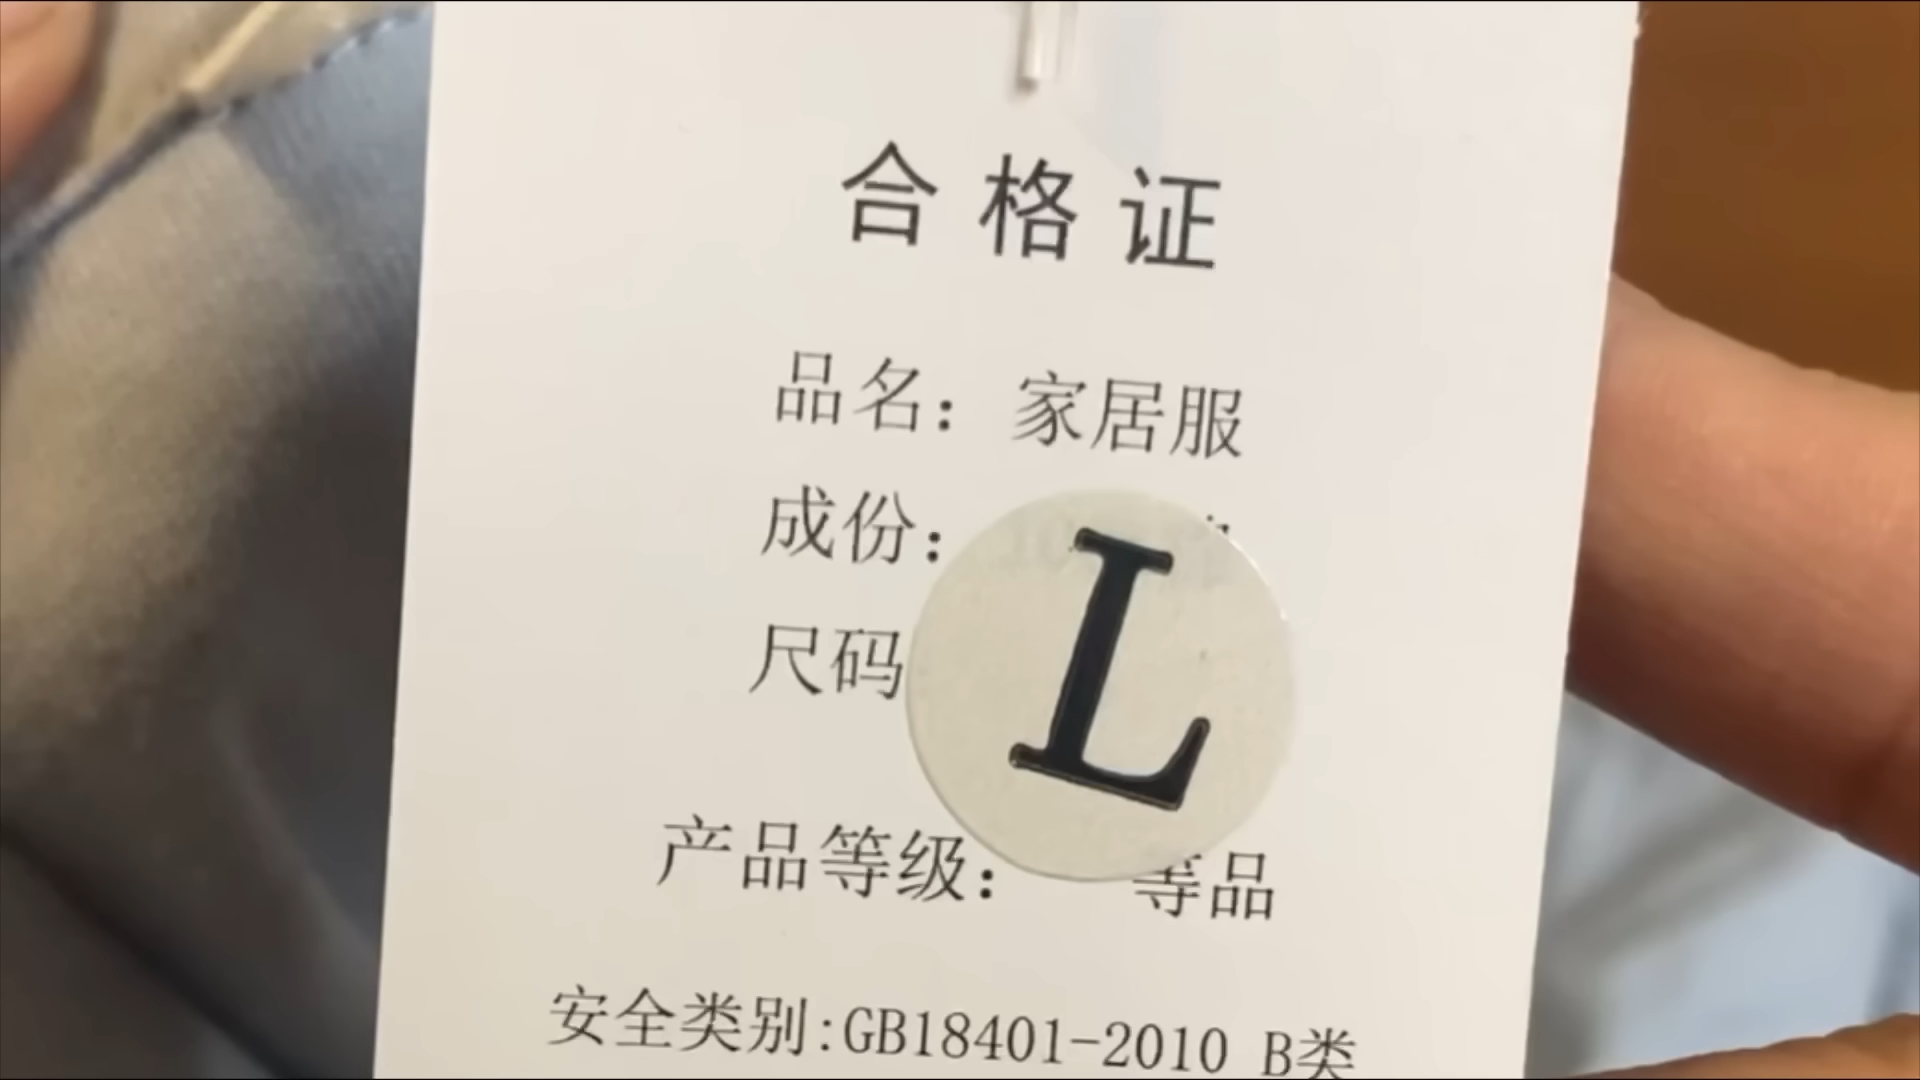 合格证
品名：家居服
成份：
尺码
L
产品等级： 等品
安全类别:GB18401-2010 B类